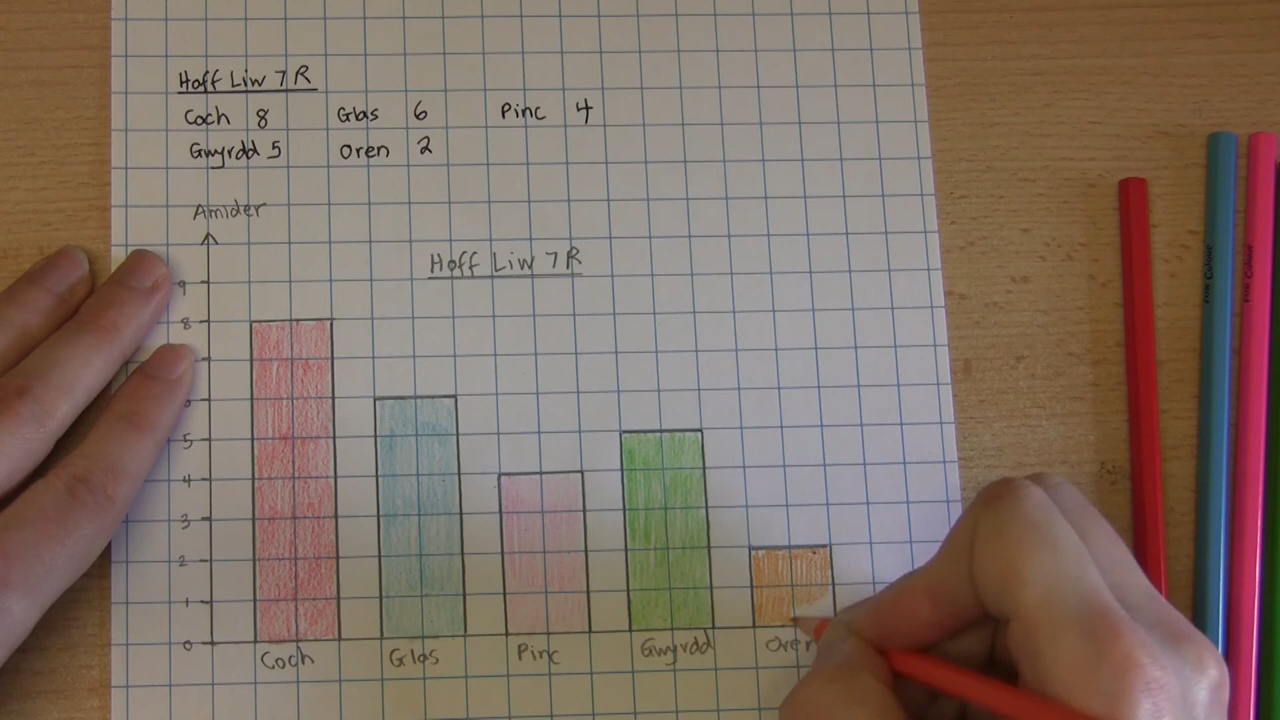 Hoff Liw 7R
Coch 8 Glas 6 Pinc 4
Gwyrdd 5 Oren 2
Amlder
Hoff Liw 7R
9
8
5
4
3
2
1
0
Coch Glas Pinc Gwyrdd Oren